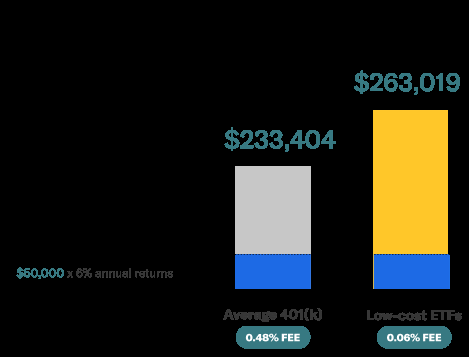 $263,019
$233,404
$50,000 x 6% annual returns
Average 401(k)
Low-cost ETFs
0.48% FEE
0.06% FEE